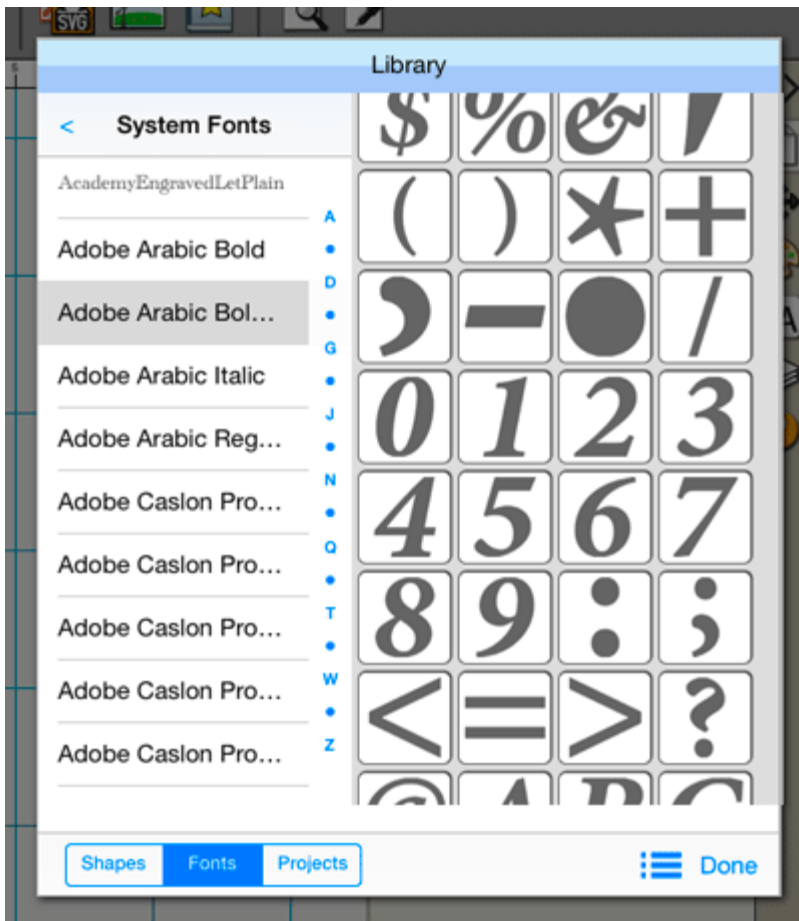 SVG
Library
s
< System Fonts
AcademyEngravedLetPlain
Adobe Arabic Bold
Adobe Arabic Bol...
Adobe Arabic Italic
Adobe Arabic Reg...
Adobe Caslon Pro...
Adobe Caslon Pro...
Adobe Caslon Pro...
Adobe Caslon Pro...
Adobe Caslon Pro...
A
•
D
•
G
•
J
•
N
•
Q
•
T
•
W
•
Z
$ % &
( ) * +
, - . /
0 1 2 3
4 5 6 7
8 9 : ;
< = > ?
@ A B C
A
Shapes Fonts Projects
Done